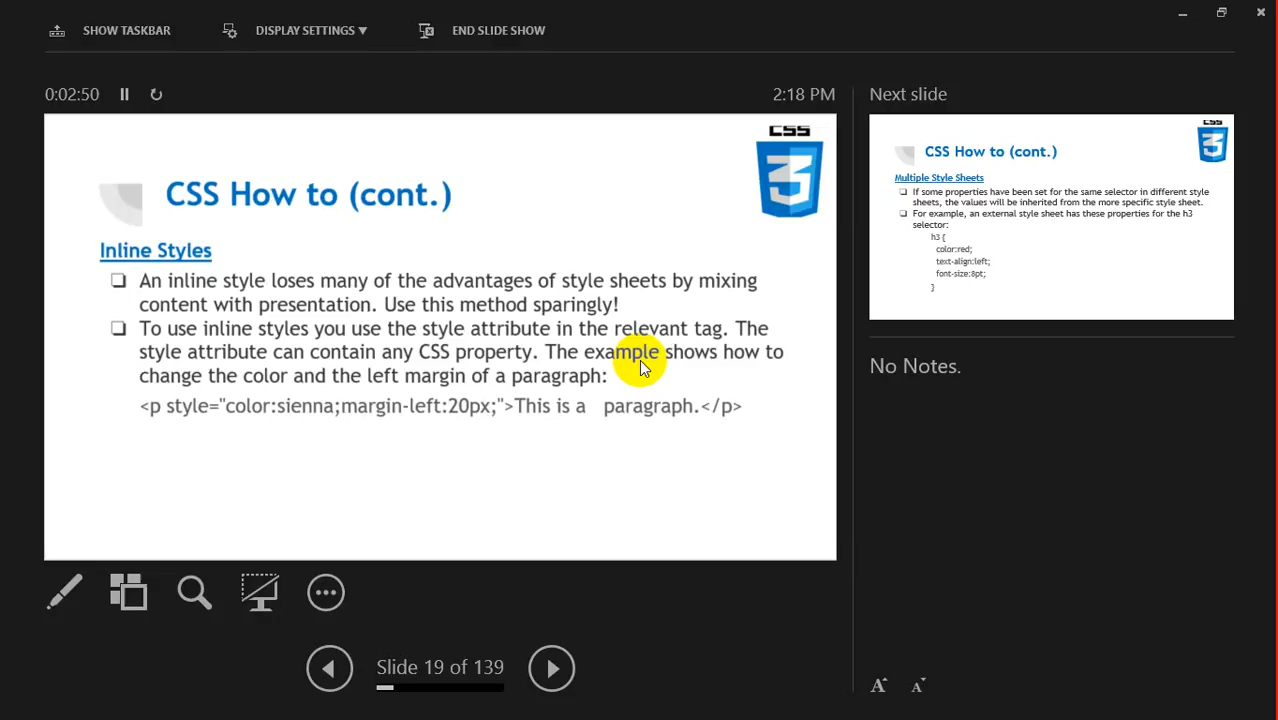 SHOW TASKBAR DISPLAY SETTINGS ▼ END SLIDE SHOW
0:02:50 2:18 PM
CSS
3
CSS How to (cont.)
Inline Styles
❑ An inline style loses many of the advantages of style sheets by mixing
content with presentation. Use this method sparingly!
❑ To use inline styles you use the style attribute in the relevant tag. The
style attribute can contain any CSS property. The example shows how to
change the color and the left margin of a paragraph:
<p style="color:sienna;margin-left:20px;">This is a paragraph.</p>
Slide 19 of 139
Next slide
CSS
3
CSS How to (cont.)
Multiple Style Sheets
❑ If some properties have been set for the same selector in different style
sheets, the values will be inherited from the more specific style sheet.
❑ For example, an external style sheet has these properties for the h3
selector:
h3 {
color:red;
text-align:left;
font-size:8pt;
}
No Notes.
A A